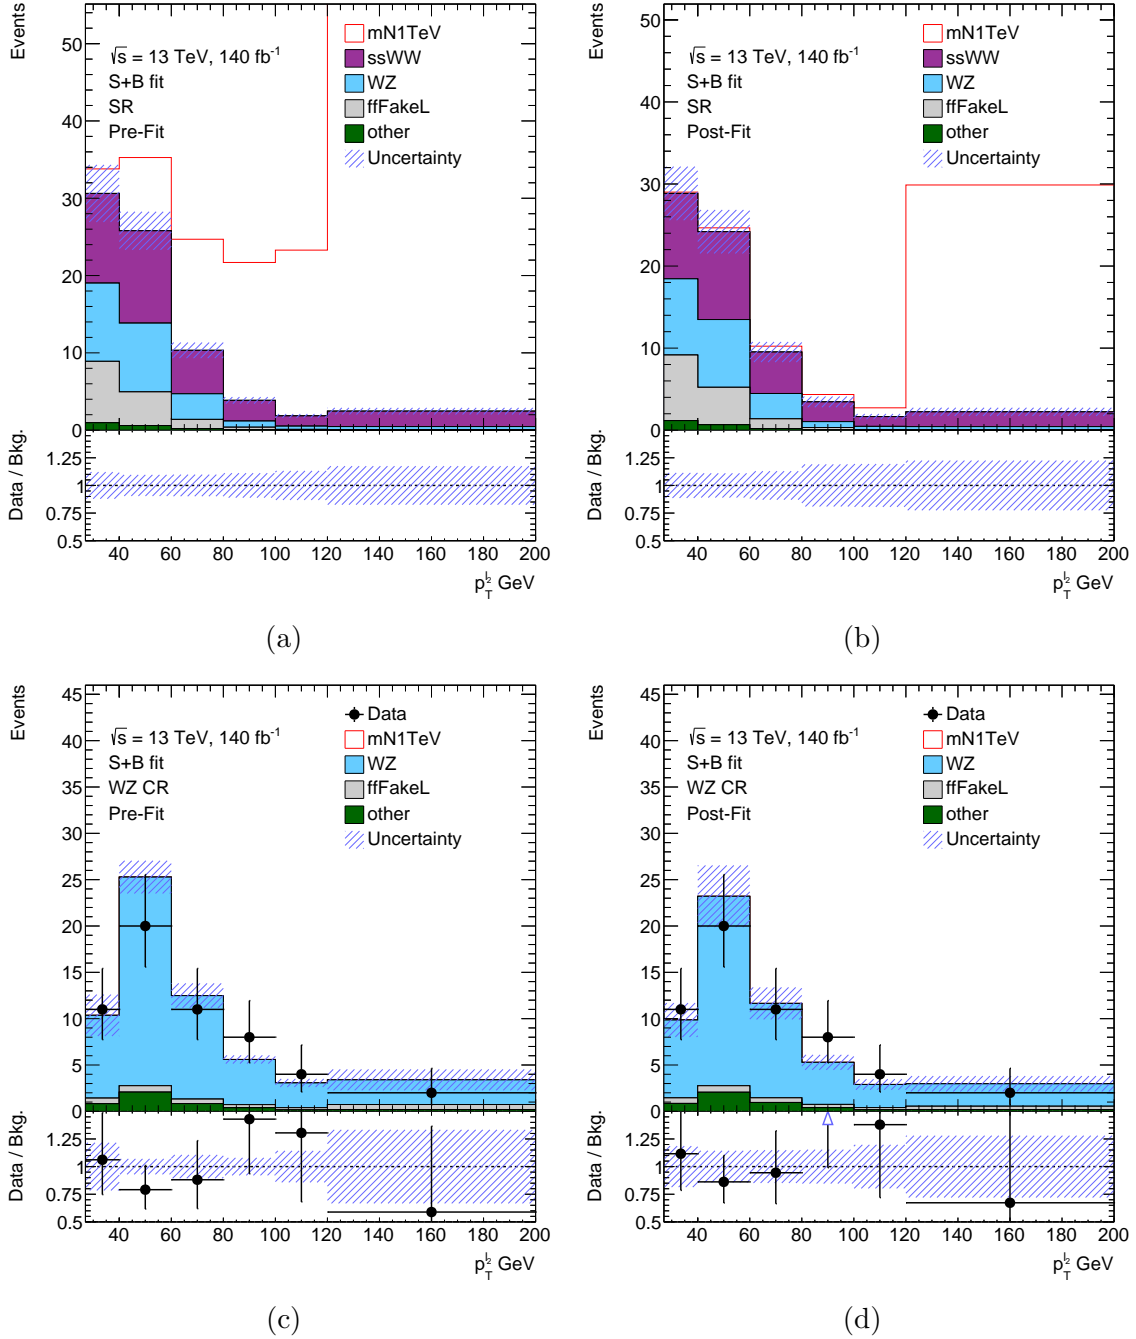 Events
50
40
30
20
10
0
√s = 13 TeV, 140 fb⁻¹
S+B fit
SR
Pre-Fit
mN1TeV
ssWW
WZ
ffFakeL
other
Uncertainty
Data / Bkg.
1.25
1
0.75
0.5
40 60 80 100 120 140 160 180 200
p_T^{l_2} GeV
(a)
Events
50
40
30
20
10
0
√s = 13 TeV, 140 fb⁻¹
S+B fit
SR
Post-Fit
mN1TeV
ssWW
WZ
ffFakeL
other
Uncertainty
Data / Bkg.
1.25
1
0.75
0.5
40 60 80 100 120 140 160 180 200
p_T^{l_2} GeV
(b)
Events
45
40
35
30
25
20
15
10
5
0
√s = 13 TeV, 140 fb⁻¹
S+B fit
WZ CR
Pre-Fit
Data
mN1TeV
WZ
ffFakeL
other
Uncertainty
Data / Bkg.
1.25
1
0.75
0.5
40 60 80 100 120 140 160 180 200
p_T^{l_2} GeV
(c)
Events
45
40
35
30
25
20
15
10
5
0
√s = 13 TeV, 140 fb⁻¹
S+B fit
WZ CR
Post-Fit
Data
mN1TeV
WZ
ffFakeL
other
Uncertainty
Data / Bkg.
1.25
1
0.75
0.5
40 60 80 100 120 140 160 180 200
p_T^{l_2} GeV
(d)